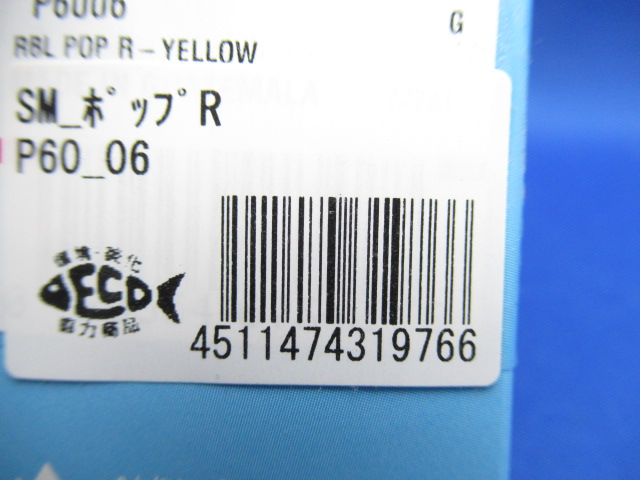 P6006
G
RBL POP R-YELLOW
SM_ポップR
P60_06
環境・強化
ECO
協力商品
4511474319766